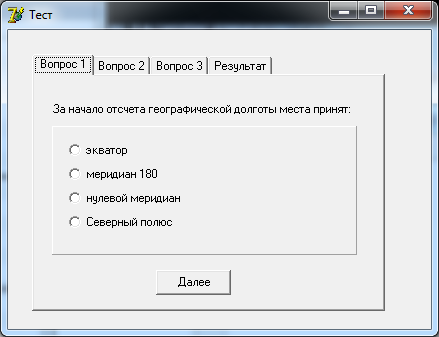 Тест
Вопрос 1 Вопрос 2 Вопрос 3 Результат
За начало отсчета географической долготы места принят:
экватор
меридиан 180
нулевой меридиан
Северный полюс
Далее